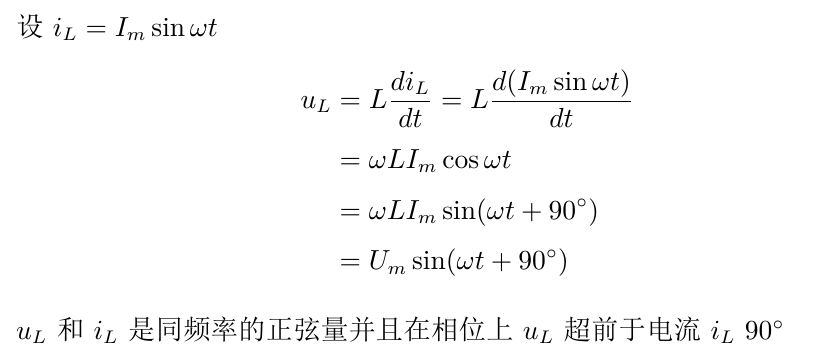 设 i_L = I_m sin ωt
u_L = L di_L/dt = L d(I_m sin ωt)/dt
= ωLI_m cos ωt
= ωLI_m sin(ωt + 90°)
= U_m sin(ωt + 90°)
u_L 和 i_L 是同频率的正弦量并且在相位上 u_L 超前于电流 i_L 90°